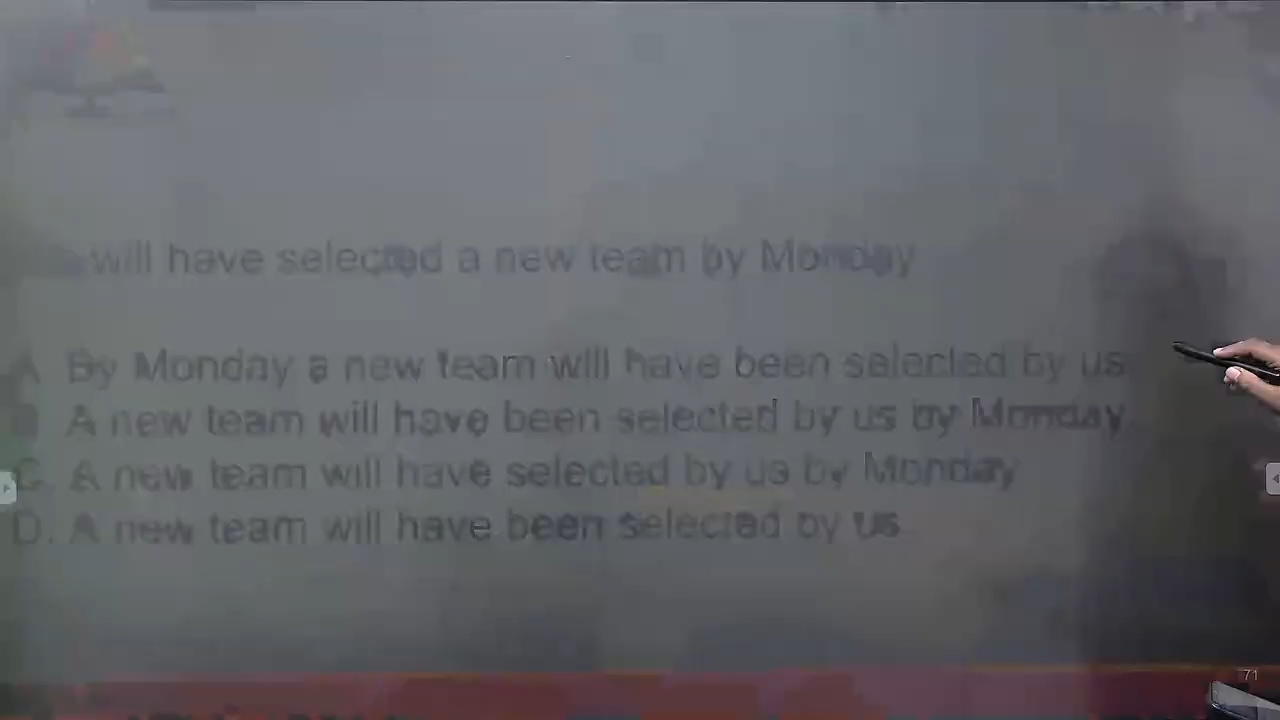 will have selected a new team by Monday
A By Monday a new team will have been selected by us
B. A new team will have been selected by us by Monday.
C. A new team will have selected by us by Monday
D. A new team will have been selected by us
71